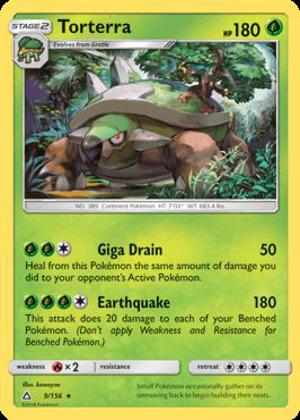 STAGE 2 Torterra HP 180
Evolves from Grotle
NO. 389 Continent Pokémon HT: 7'03" WT: 683.4 lbs.
Giga Drain 50
Heal from this Pokémon the same amount of damage you
did to your opponent's Active Pokémon.
Earthquake 180
This attack does 20 damage to each of your Benched
Pokémon. (Don't apply Weakness and Resistance for
Benched Pokémon.)
weakness ×2 resistance retreat
illus. kawayoo
9/156 ★
©2018 Pokémon
Small Pokémon occasionally gather on its
unmoving back to begin building their nests.